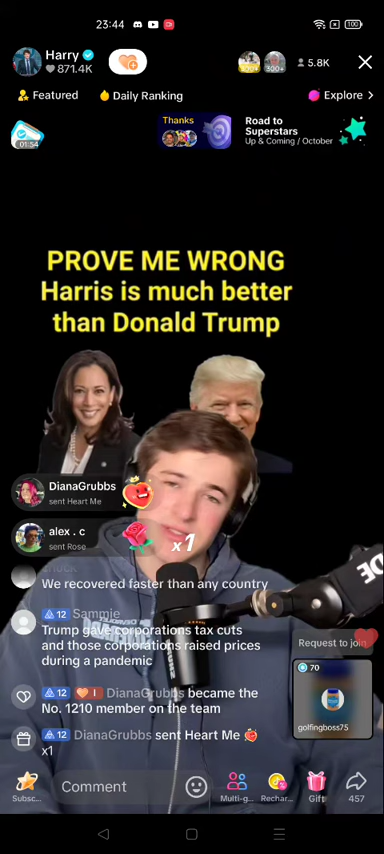 23:44
100
Harry
871.4K
900+
300+
5.8K
Featured
Daily Ranking
Explore
01:54
Thanks
Road to
Superstars
Up & Coming / October
PROVE ME WRONG
Harris is much better
than Donald Trump
DianaGrubbs
sent Heart Me
alex . c
sent Rose
x1
We recovered faster than any country
12 Sammie
Trump gave corporations tax cuts
and those corporations raised prices
during a pandemic
12 I DianaGrubbs became the
No. 1210 member on the team
12 DianaGrubbs sent Heart Me
x1
Request to join
70
golfingboss75
Comment
Subsc...
Multi-g...
Rechar...
Gift
457